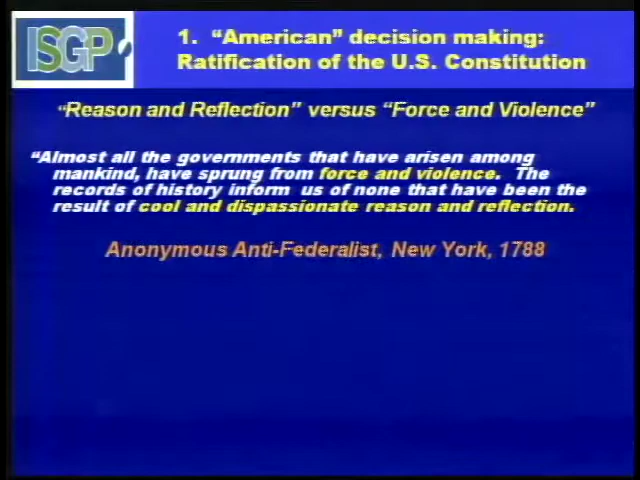 ISGP
1. “American” decision making:
Ratification of the U.S. Constitution
“Reason and Reflection” versus “Force and Violence”
“Almost all the governments that have arisen among
mankind, have sprung from force and violence. The
records of history inform us of none that have been the
result of cool and dispassionate reason and reflection.
Anonymous Anti-Federalist, New York, 1788